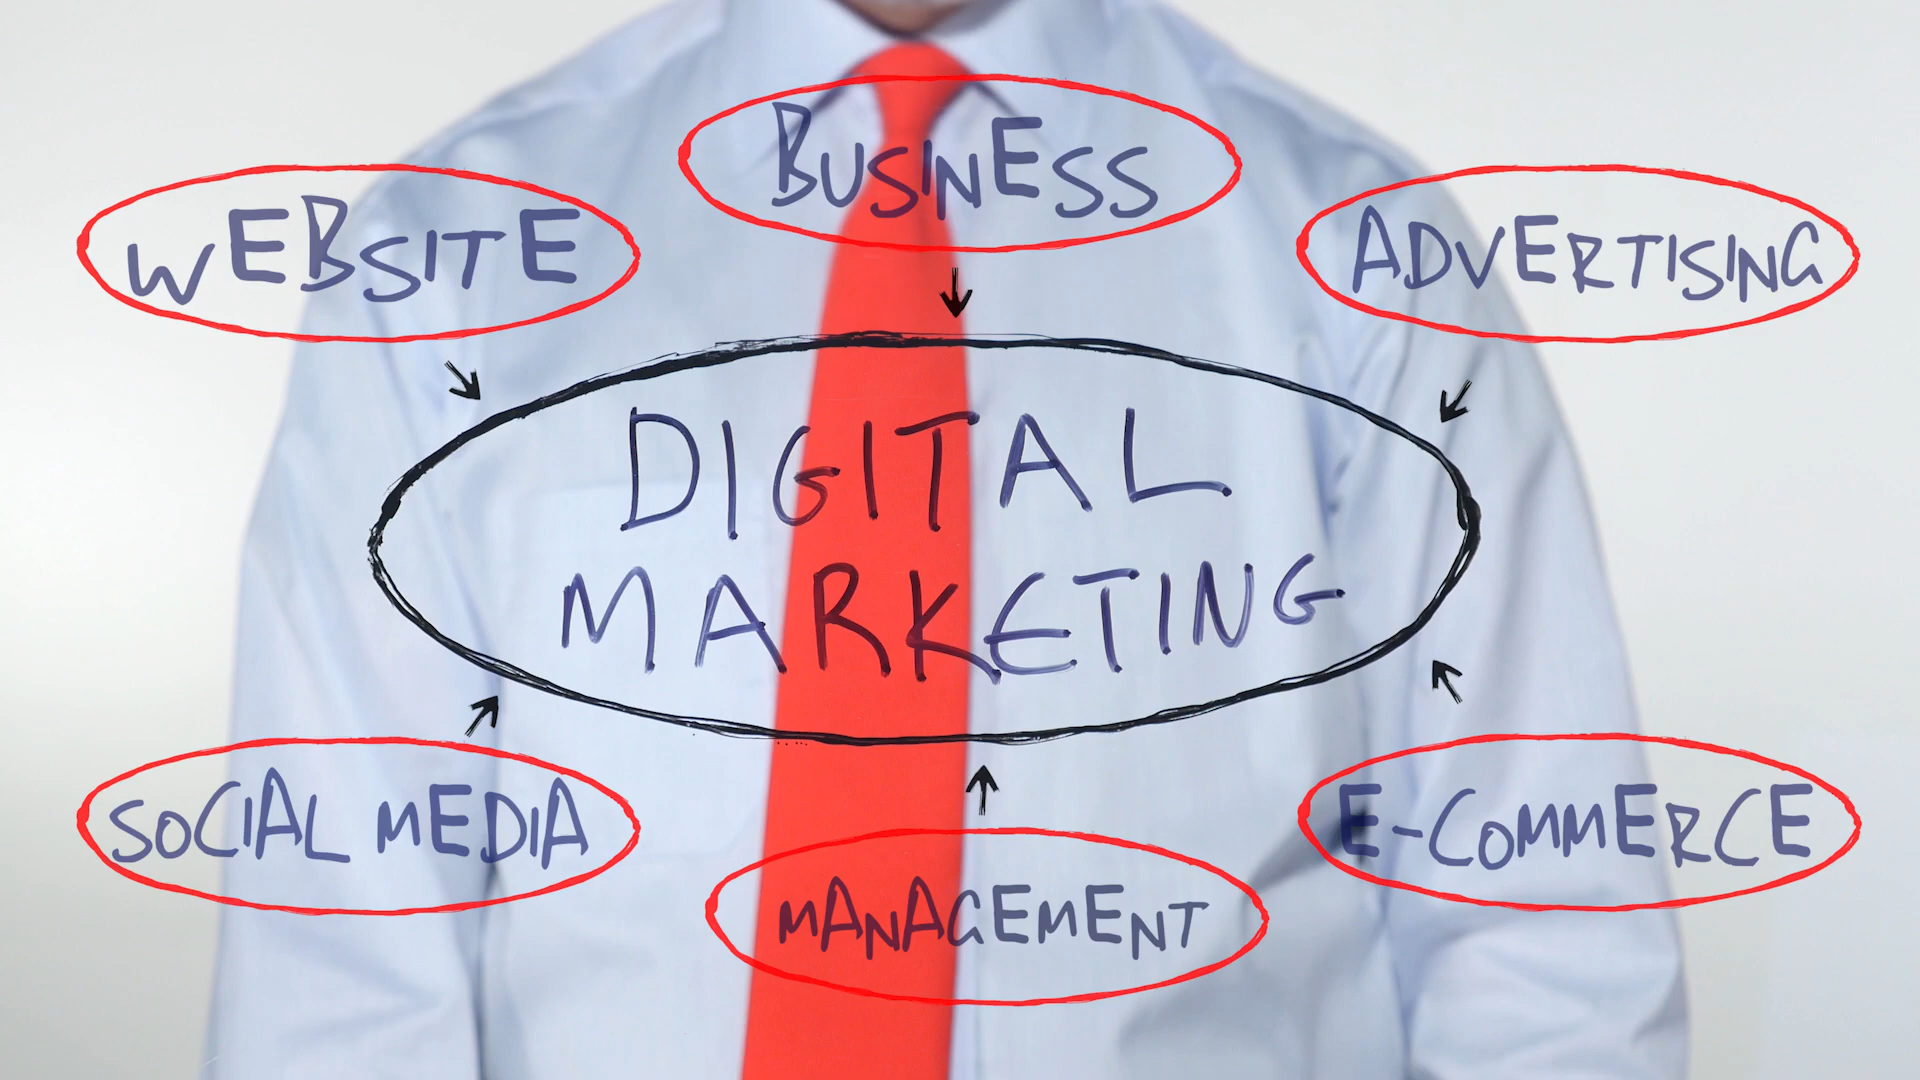 BUSINESS
WEBSITE
ADVERTISING
DIGITAL
MARKETING
SOCIAL MEDIA
E-COMMERCE
MANAGEMENT